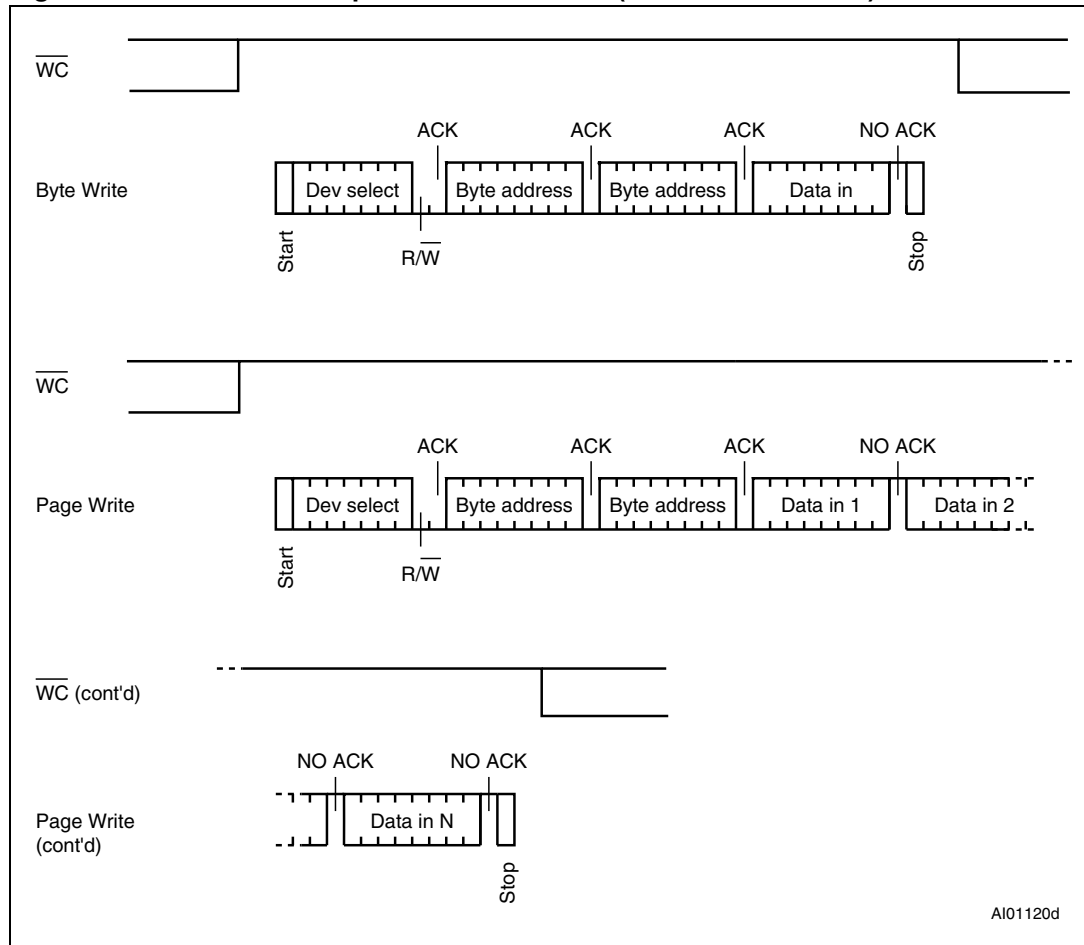 WC
ACK ACK ACK NO ACK
Byte Write Dev select Byte address Byte address Data in
Start R/W Stop
WC
ACK ACK ACK NO ACK
Page Write Dev select Byte address Byte address Data in 1 Data in 2
Start R/W
WC (cont'd)
NO ACK NO ACK
Page Write Data in N
(cont'd)
Stop
AI01120d